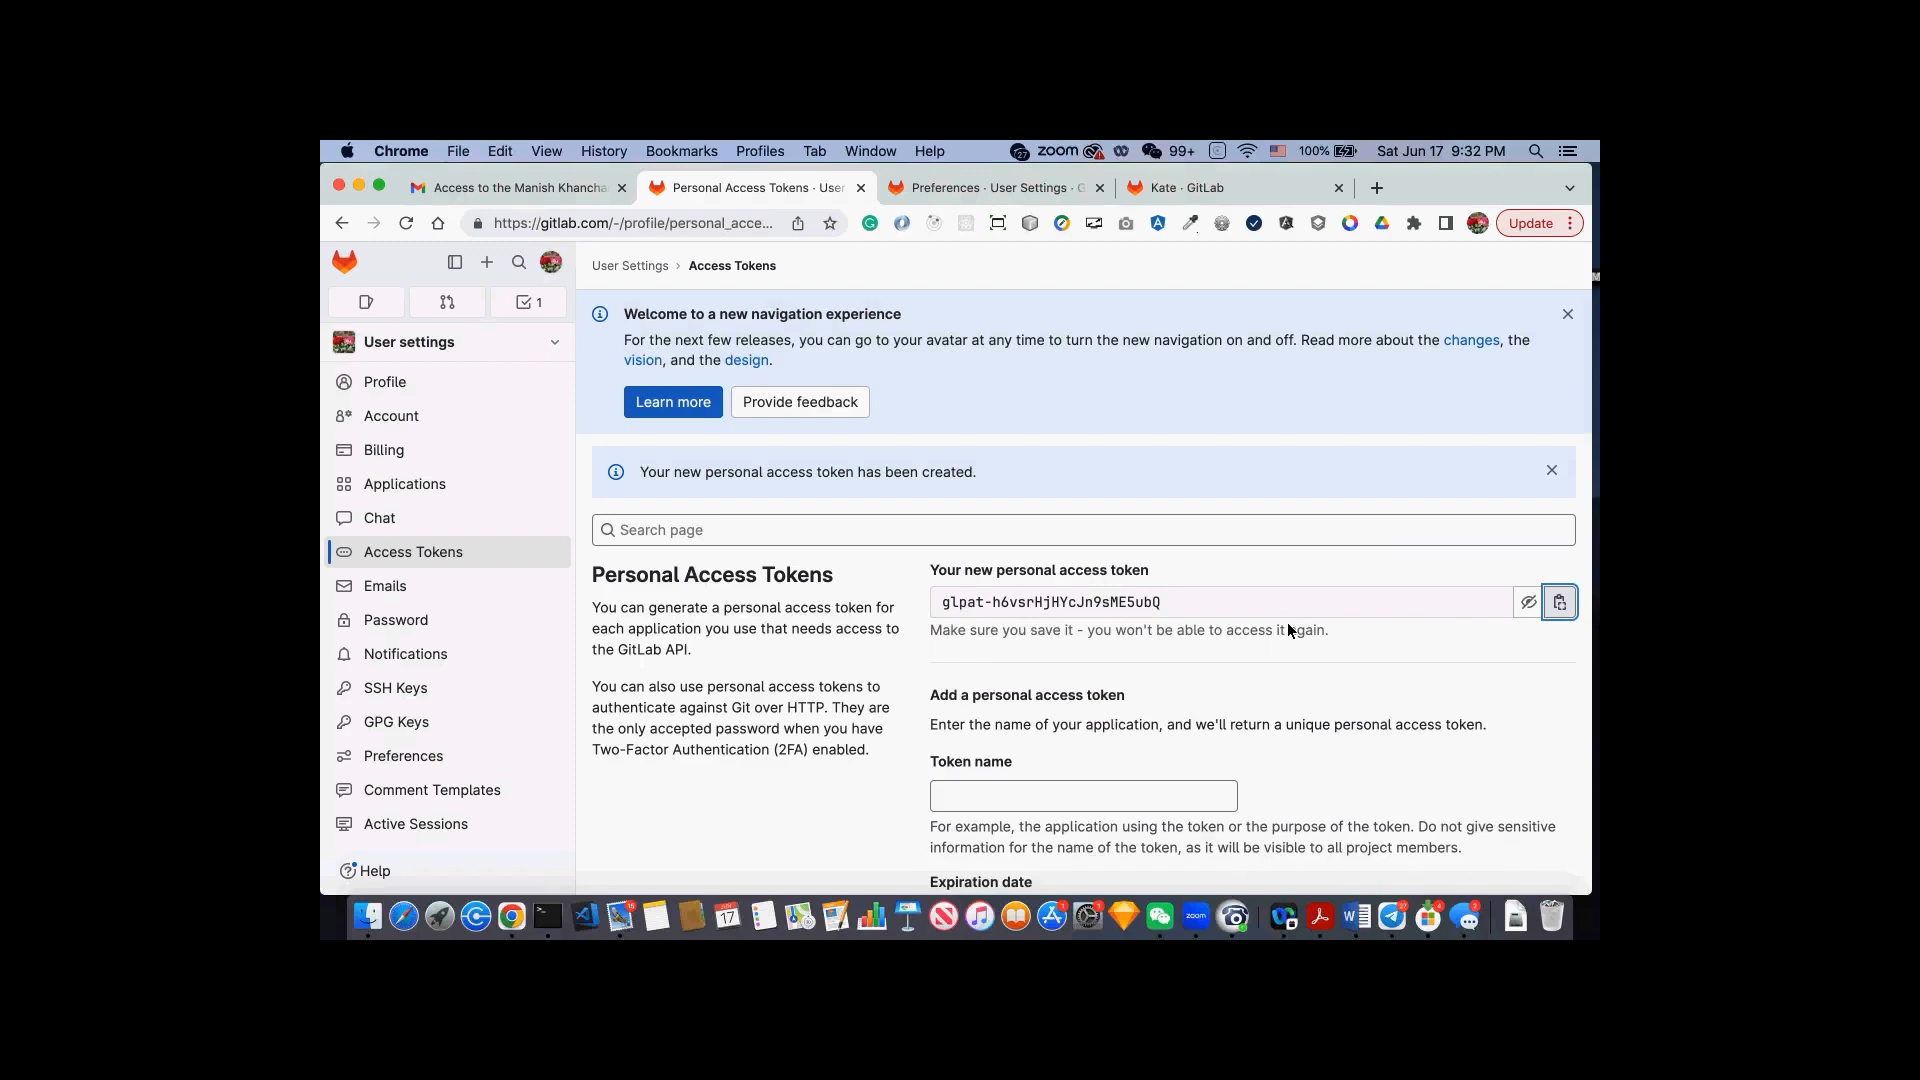 Chrome File Edit View History Bookmarks Profiles Tab Window Help 27 zoom 99+ 100% Sat Jun 17 9:32 PM
Access to the Manish Khancha Personal Access Tokens · User Preferences · User Settings · G Kate · GitLab
https://gitlab.com/-/profile/personal_acce... Update
User Settings › Access Tokens
1
User settings
Profile
Account
Billing
Applications
Chat
Access Tokens
Emails
Password
Notifications
SSH Keys
GPG Keys
Preferences
Comment Templates
Active Sessions
Help
Welcome to a new navigation experience
For the next few releases, you can go to your avatar at any time to turn the new navigation on and off. Read more about the changes, the
vision, and the design.
Learn more Provide feedback
Your new personal access token has been created.
Search page
Personal Access Tokens
You can generate a personal access token for
each application you use that needs access to
the GitLab API.
You can also use personal access tokens to
authenticate against Git over HTTP. They are
the only accepted password when you have
Two-Factor Authentication (2FA) enabled.
Your new personal access token
glpat-h6vsrHjHYcJn9sME5ubQ
Make sure you save it - you won't be able to access it again.
Add a personal access token
Enter the name of your application, and we'll return a unique personal access token.
Token name
For example, the application using the token or the purpose of the token. Do not give sensitive
information for the name of the token, as it will be visible to all project members.
Expiration date
17 zoom